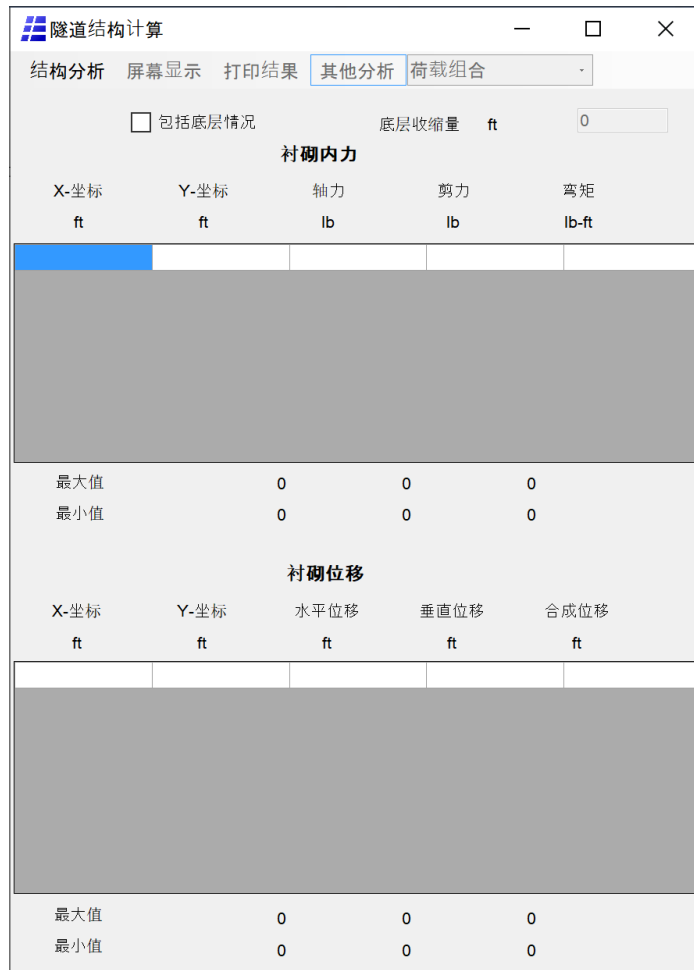 隧道结构计算
结构分析 屏幕显示 打印结果 其他分析 荷载组合
包括底层情况 底层收缩量 ft 0
衬砌内力
X-坐标 Y-坐标 轴力 剪力 弯矩
ft ft lb lb lb-ft
最大值 0 0 0
最小值 0 0 0
衬砌位移
X-坐标 Y-坐标 水平位移 垂直位移 合成位移
ft ft ft ft ft
最大值 0 0 0
最小值 0 0 0